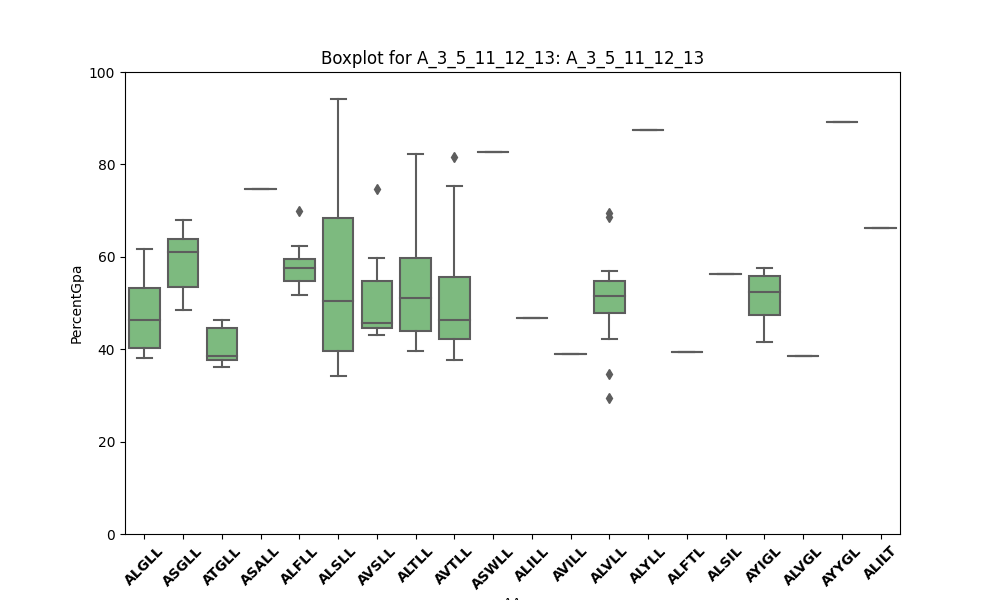 Boxplot for A_3_5_11_12_13: A_3_5_11_12_13
100
80
60
40
20
0
PercentGpa
ALGLL
ASGLL
ATGLL
ASALL
ALFLL
ALSLL
AVSLL
ALTLL
AVTLL
ASWLL
ALILL
AVILL
ALVLL
ALYLL
ALFTL
ALSIL
AYIGL
ALVGL
AYYGL
ALILT